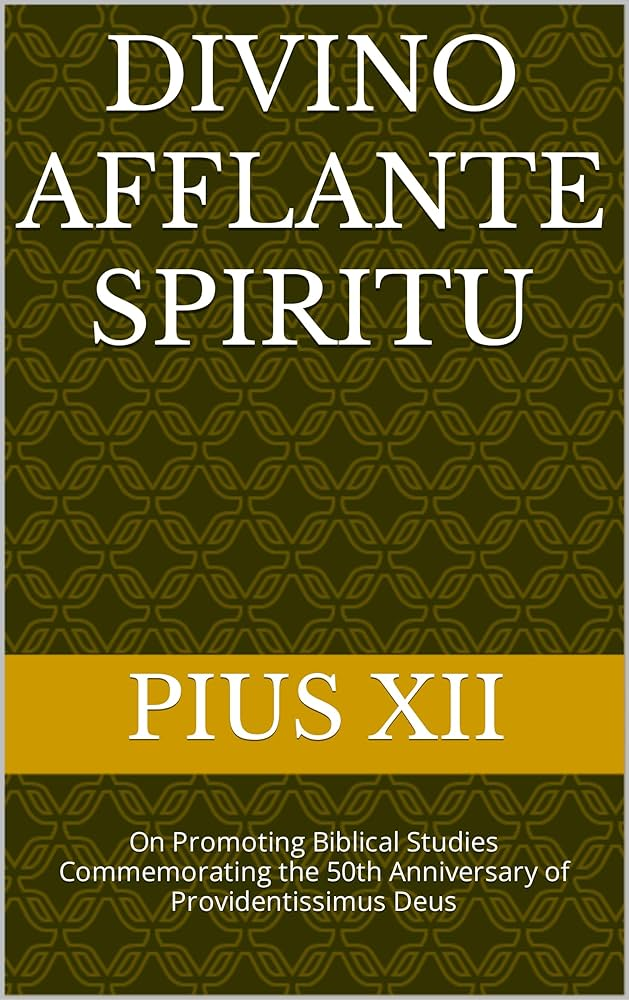 DIVINO
AFFLANTE
SPIRITU
PIUS XII
On Promoting Biblical Studies
Commemorating the 50th Anniversary of
Providentissimus Deus